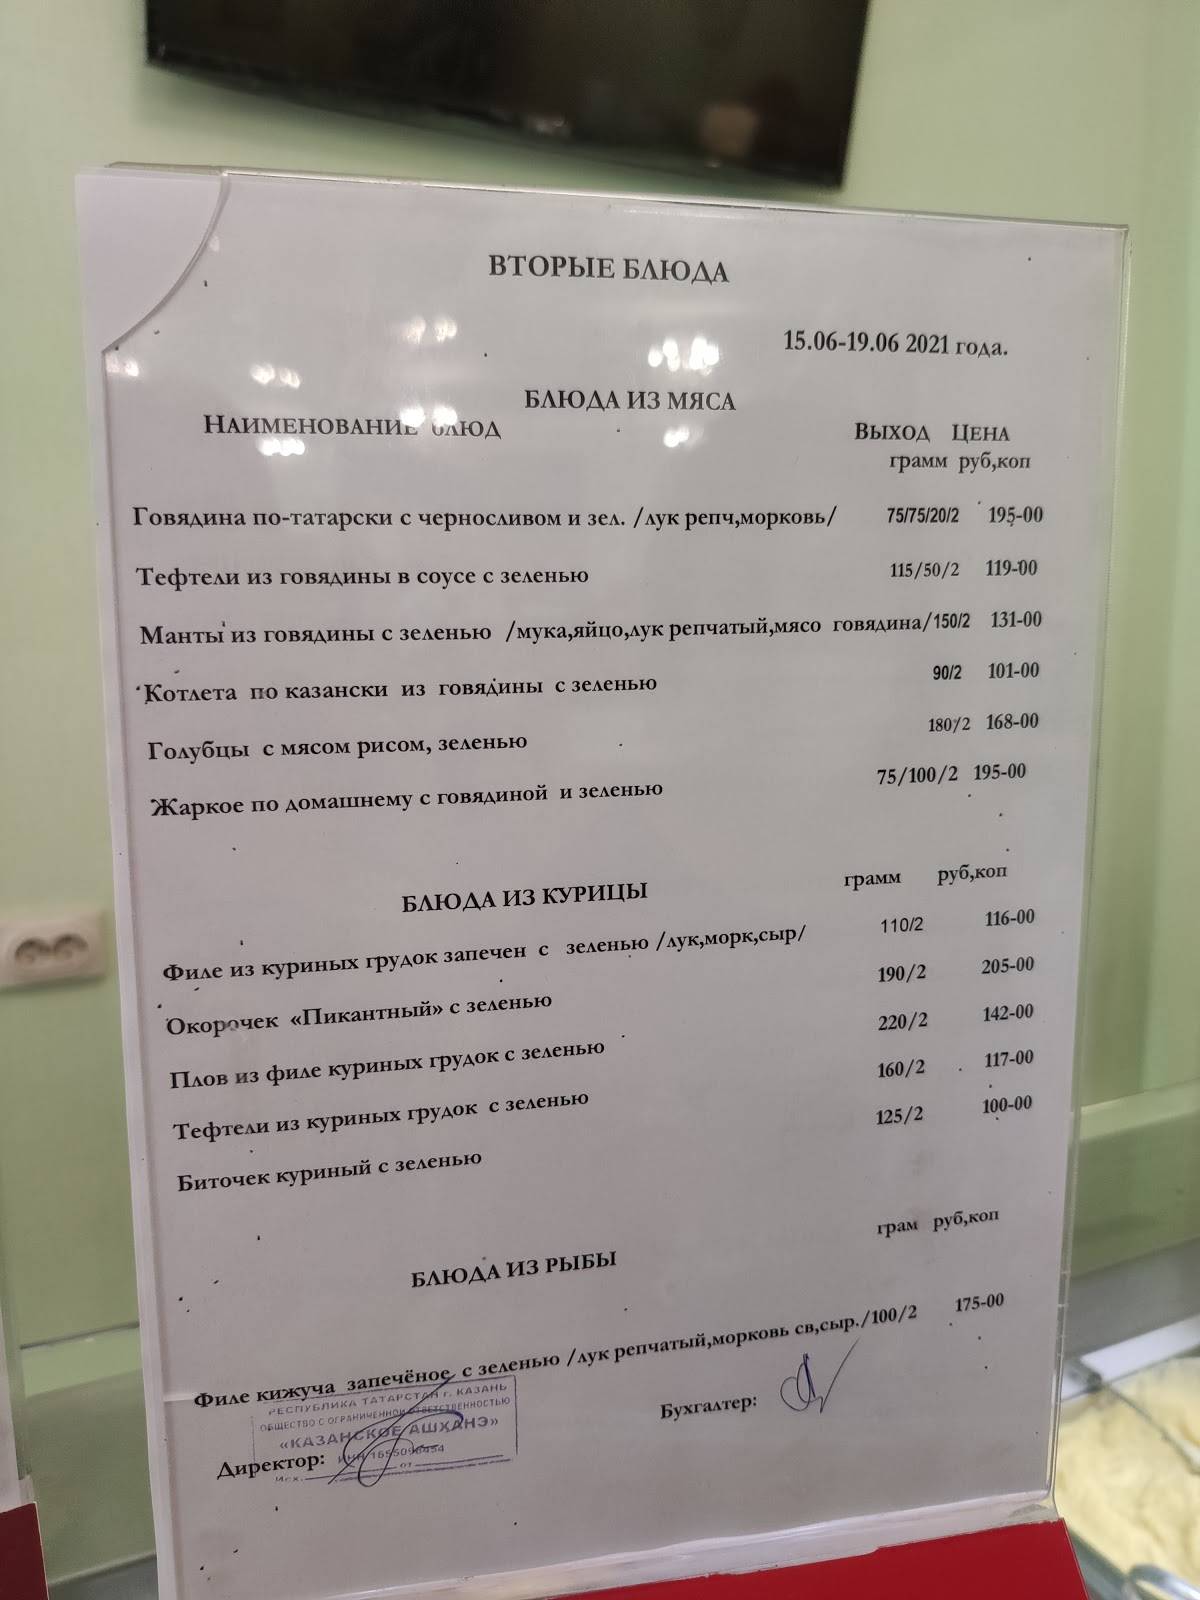 ВТОРЫЕ БЛЮДА
15.06-19.06 2021 года.
БЛЮДА ИЗ МЯСА
НАИМЕНОВАНИЕ БЛЮД ВЫХОД ЦЕНА
грамм руб,коп
Говядина по-татарски с черносливом и зел. /лук репч,морковь/ 75/75/20/2 195-00
Тефтели из говядины в соусе с зеленью 115/50/2 119-00
Манты из говядины с зеленью /мука,яйцо,лук репчатый,мясо говядина/150/2 131-00
Котлета по казански из говядины с зеленью 90/2 101-00
Голубцы с мясом рисом, зеленью 180/2 168-00
Жаркое по домашнему с говядиной и зеленью 75/100/2 195-00
БЛЮДА ИЗ КУРИЦЫ грамм руб,коп
Филе из куриных грудок запечен с зеленью /лук,морк,сыр/ 110/2 116-00
Окорочек «Пикантный» с зеленью 190/2 205-00
Плов из филе куриных грудок с зеленью 220/2 142-00
Тефтели из куриных грудок с зеленью 160/2 117-00
Биточек куриный с зеленью 125/2 100-00
грам руб,коп
БЛЮДА ИЗ РЫБЫ
Филе кижуча запечёное с зеленью /лук репчатый,морковь св,сыр./100/2 175-00
РЕСПУБЛИКА ТАТАРСТАН г. КАЗАНЬ
ОБЩЕСТВО С ОГРАНИЧЕННОЙ ОТВЕТСТВЕННОСТЬЮ
«КАЗАНСКОЕ АШХАНЭ»
ИНН 1655096454
Исх. от
Директор: Бухгалтер: